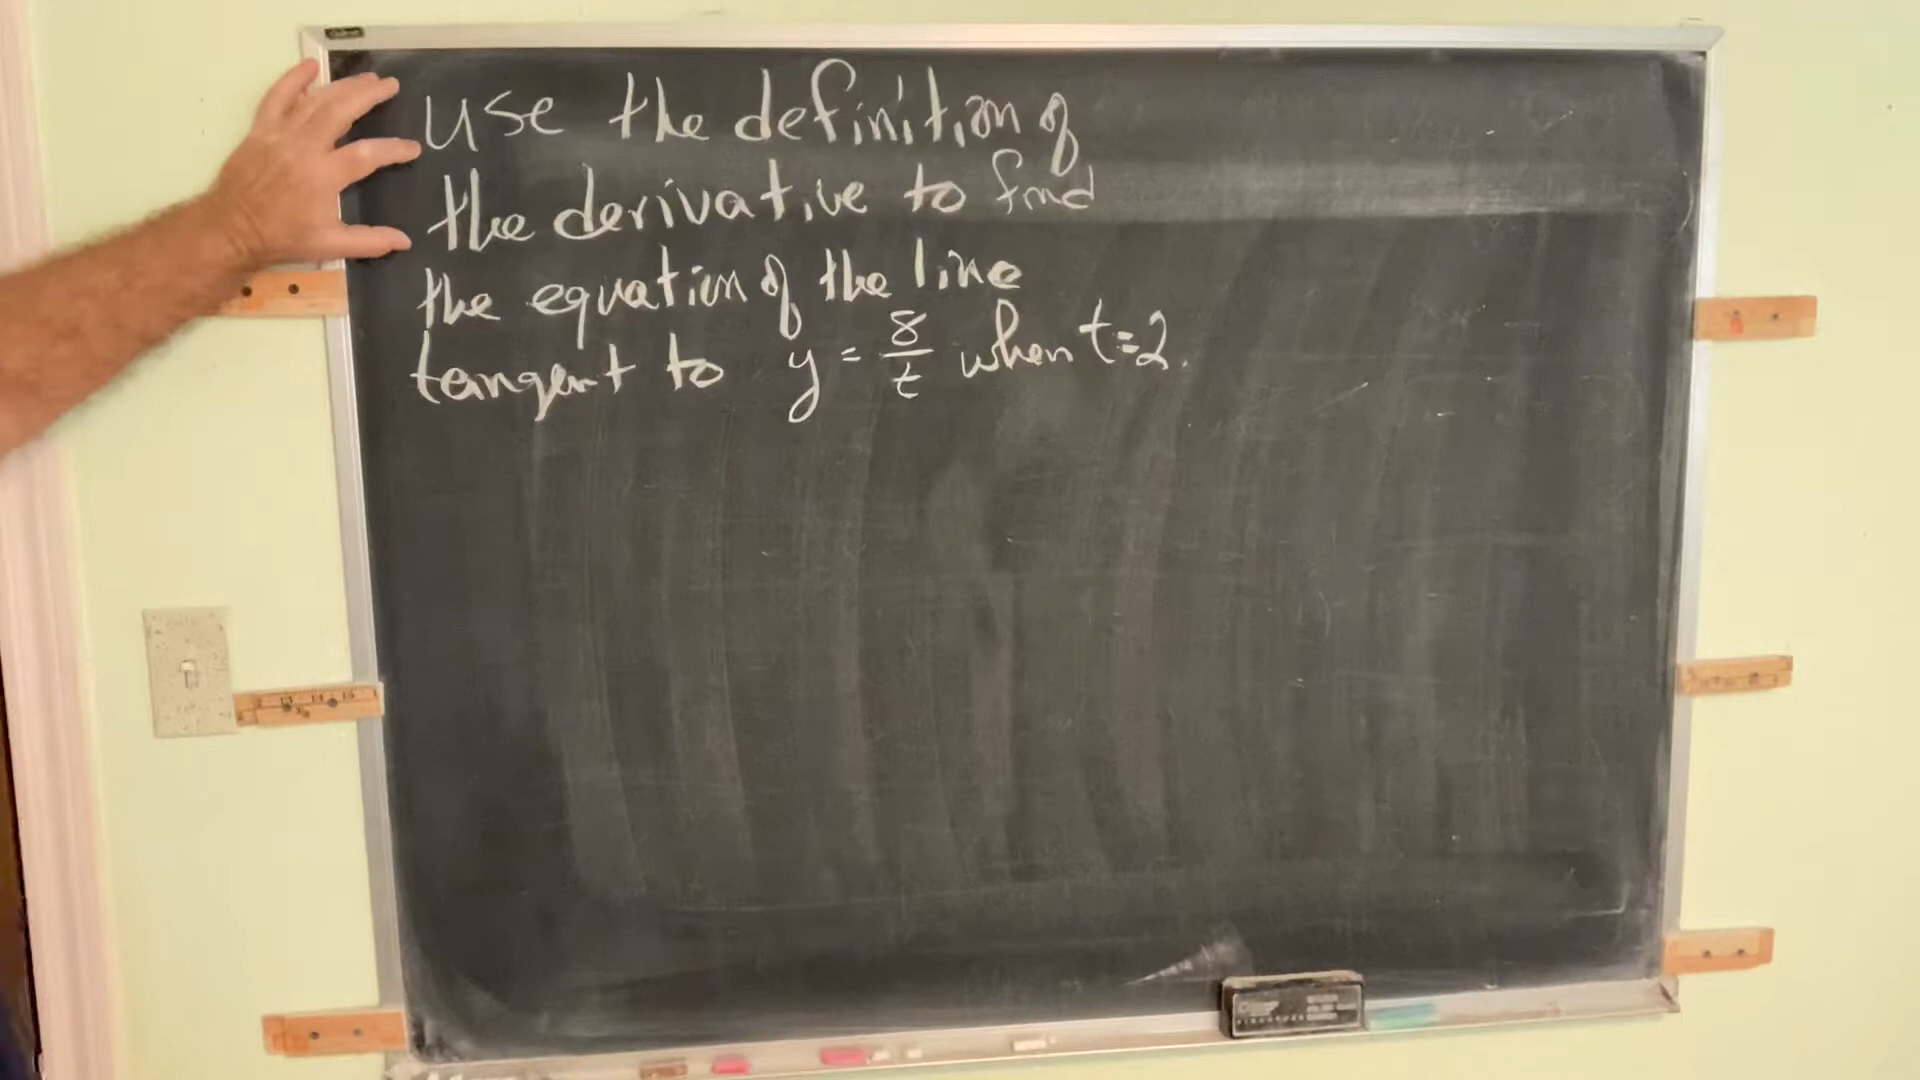 use the definition of
the derivative to find
the equation of the line
tangent to y = 8/t when t=2.